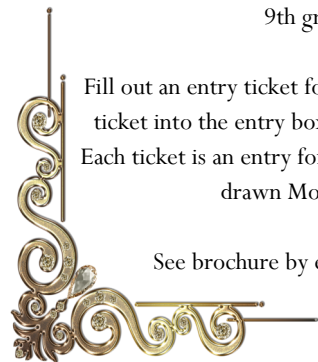 9th gr
Fill out an entry ticket fo
ticket into the entry box
Each ticket is an entry for
drawn Mo
See brochure by